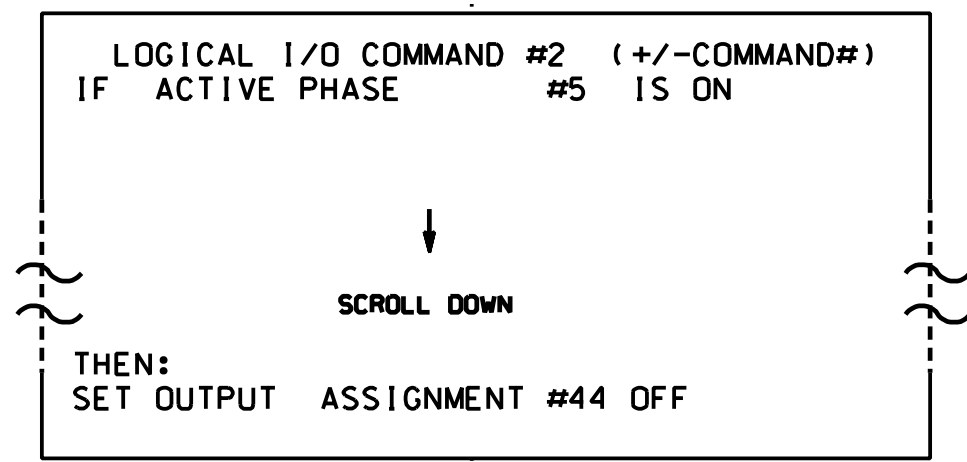 LOGICAL I/O COMMAND #2 (+/-COMMAND#)
IF ACTIVE PHASE #5 IS ON
SCROLL DOWN
THEN:
SET OUTPUT ASSIGNMENT #44 OFF